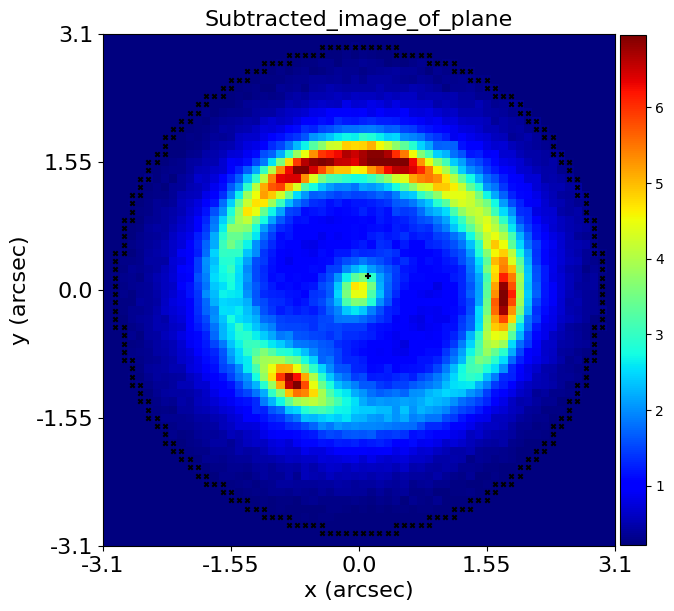 Subtracted_image_of_plane
3.1
1.55
0.0
-1.55
-3.1
y (arcsec)
-3.1 -1.55 0.0 1.55 3.1
x (arcsec)
6
5
4
3
2
1